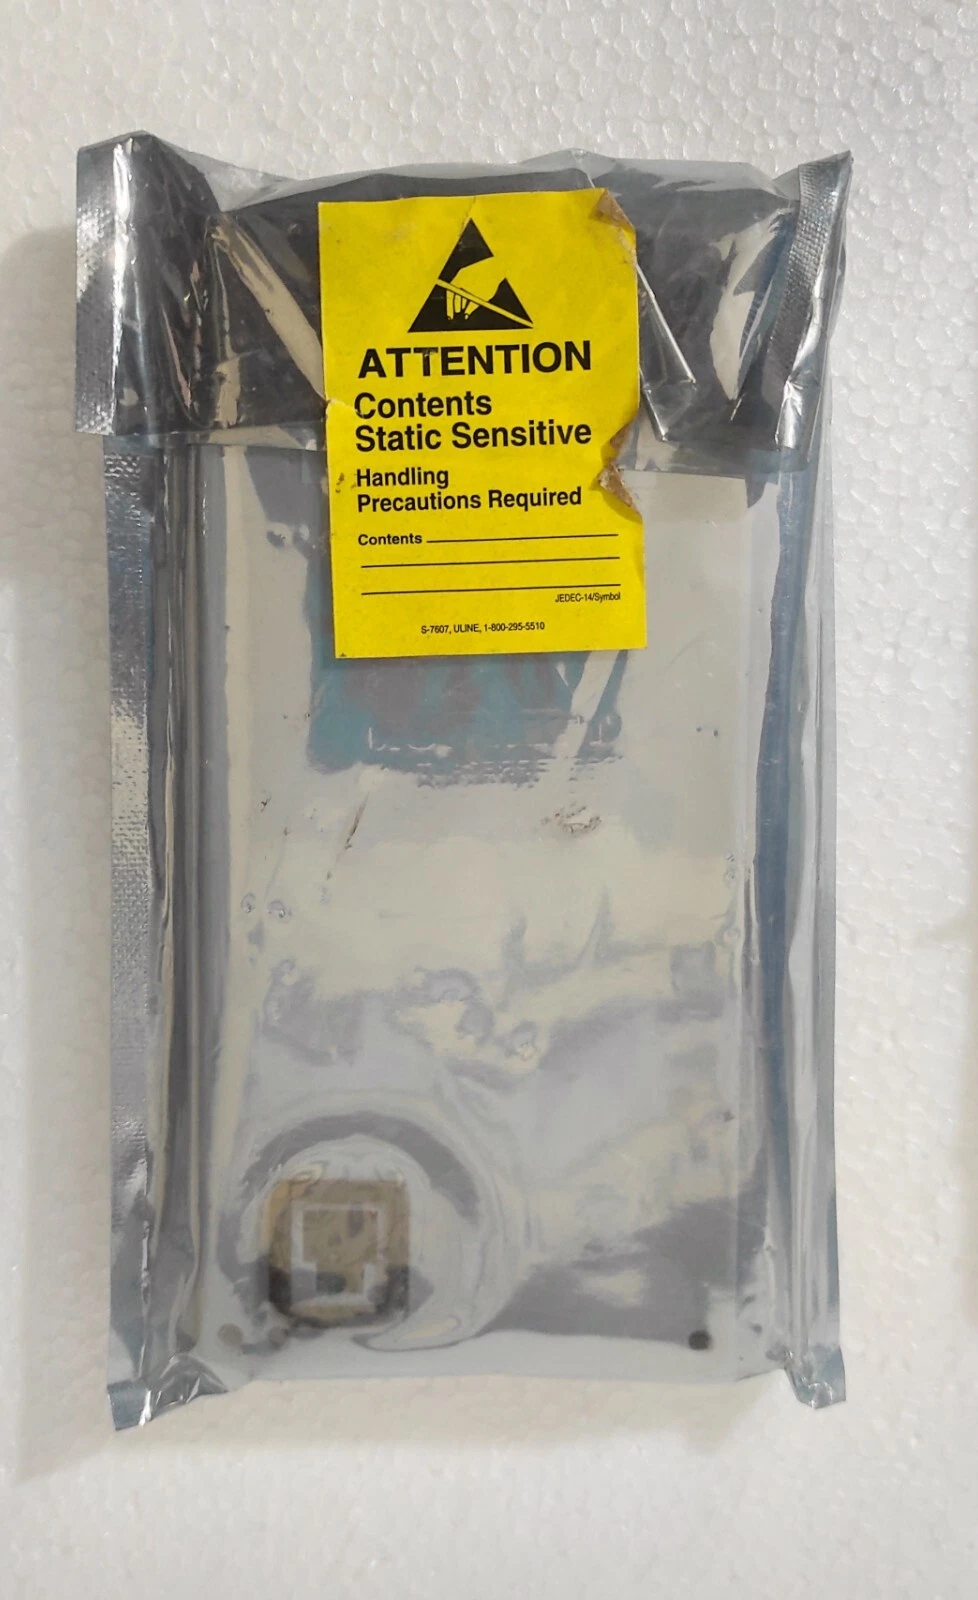 ATTENTION
Contents
Static Sensitive
Handling
Precautions Required
Contents
JEDEC-14/Symbol
S-7607, ULINE, 1-800-295-5510